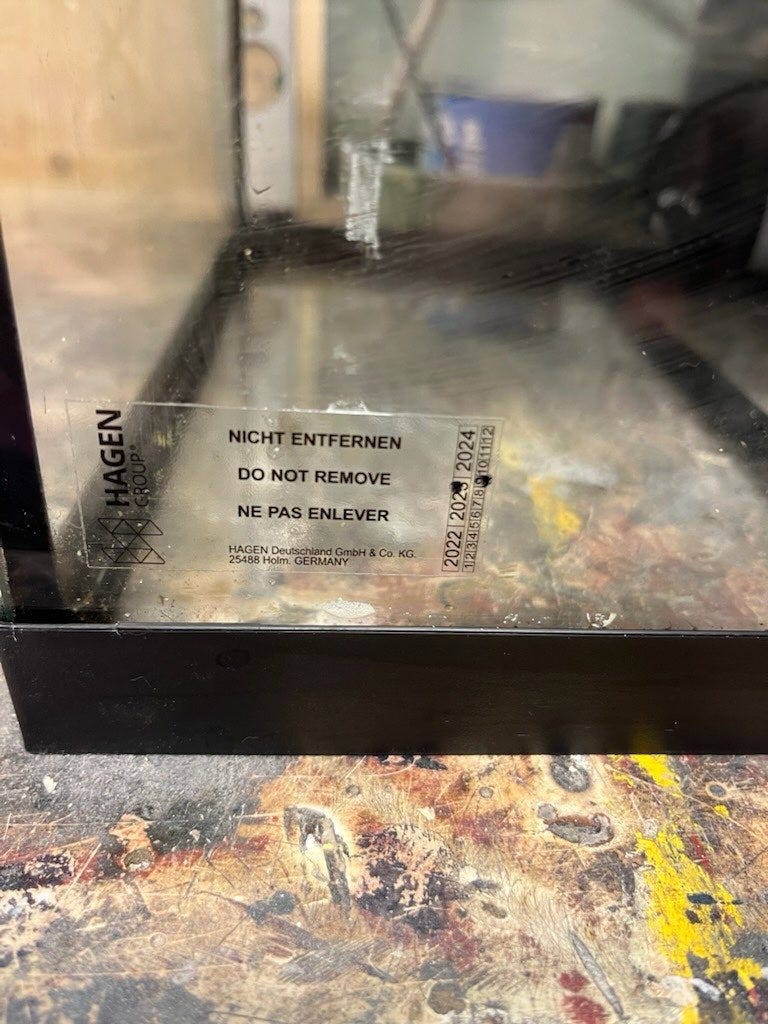 HAGEN
GROUP®
NICHT ENTFERNEN
DO NOT REMOVE
NE PAS ENLEVER
HAGEN Deutschland GmbH & Co. KG.
25488 Holm. GERMANY
2022 | 2023 | 2024
1 2 3 4 5 6 7 8 9 10 11 12